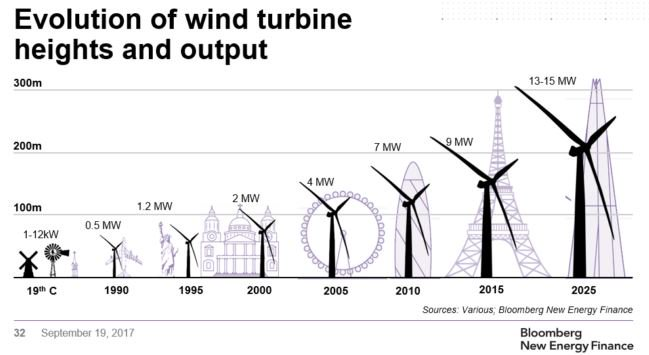 Evolution of wind turbine
heights and output
300m
200m
100m
1-12kW
0.5 MW
1.2 MW
2 MW
4 MW
7 MW
9 MW
13-15 MW
19th C
1990
1995
2000
2005
2010
2015
2025
Sources: Various; Bloomberg New Energy Finance
32 September 19, 2017
Bloomberg
New Energy Finance